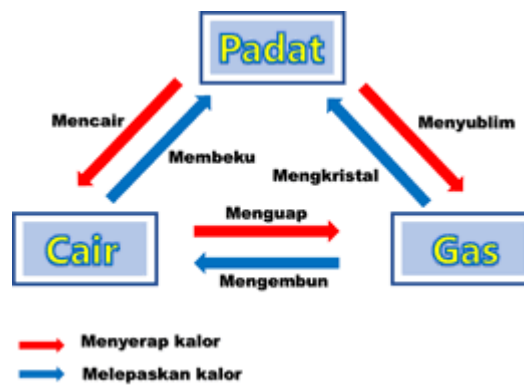 Padat
Mencair
Menyublim
Membeku
Mengkristal
Menguap
Cair
Gas
Mengembun
Menyerap kalor
Melepaskan kalor